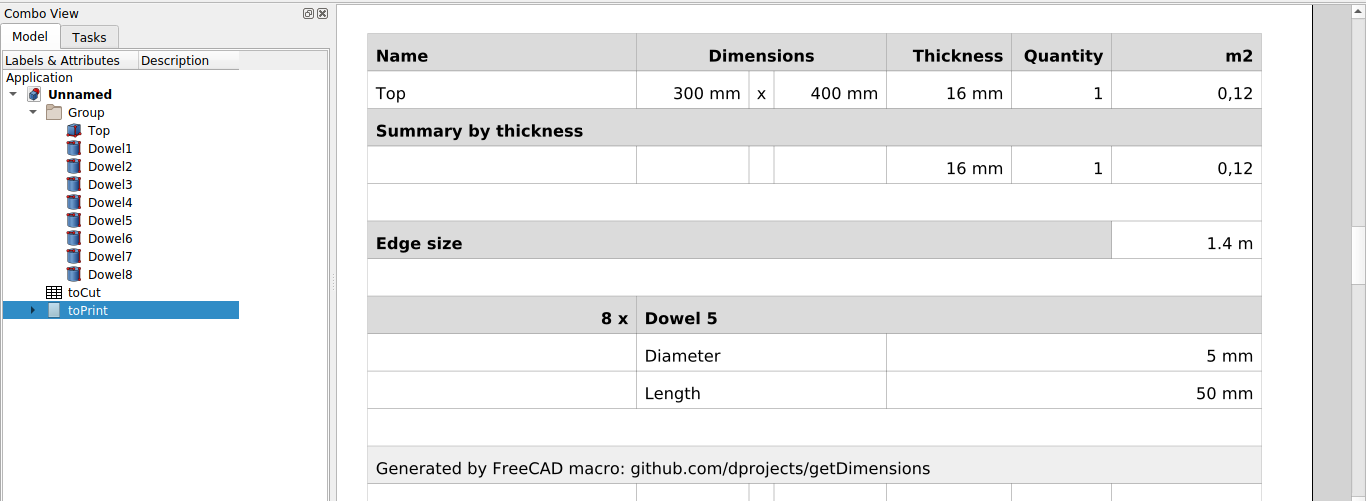 Combo View
Model Tasks
Labels & Attributes Description
Application
Unnamed
Group
Top
Dowel1
Dowel2
Dowel3
Dowel4
Dowel5
Dowel6
Dowel7
Dowel8
toCut
toPrint
Name Dimensions Thickness Quantity m2
Top 300 mm x 400 mm 16 mm 1 0,12
Summary by thickness
16 mm 1 0,12
Edge size 1.4 m
8 x Dowel 5
Diameter 5 mm
Length 50 mm
Generated by FreeCAD macro: github.com/dprojects/getDimensions